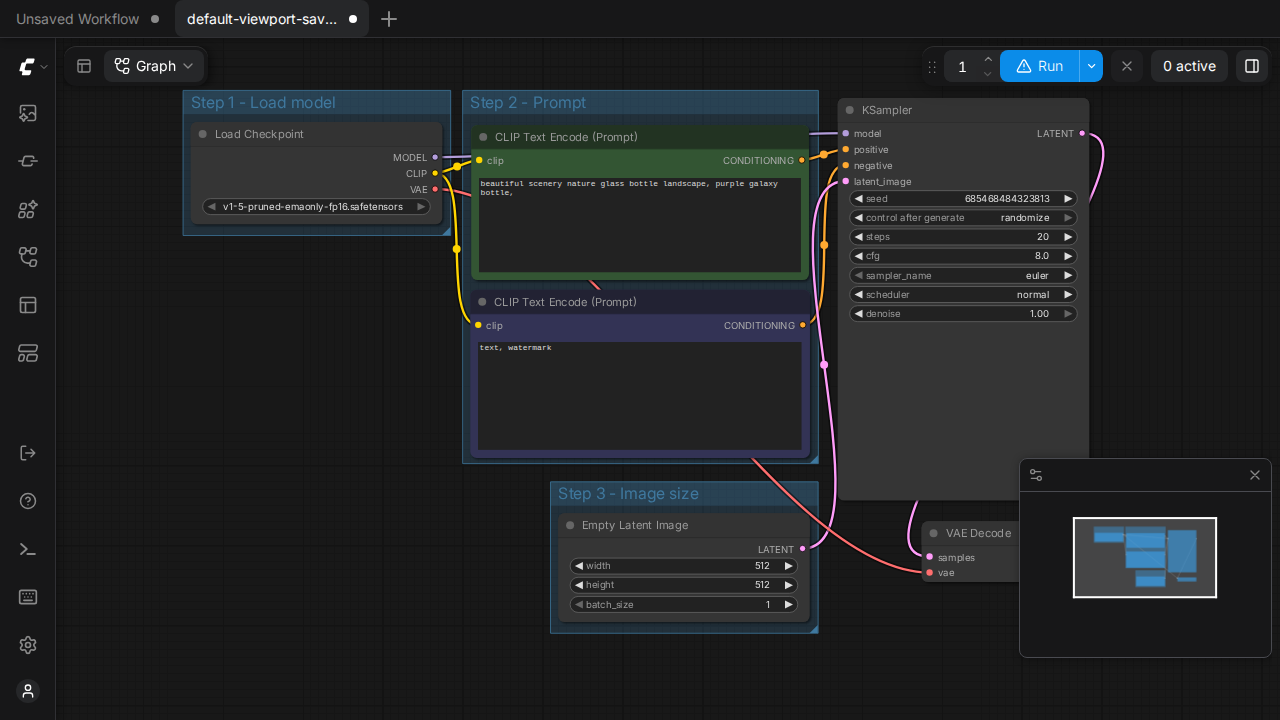 Unsaved Workflow
default-viewport-sav...
Graph
1
Run
0 active
Step 1 - Load model
Load Checkpoint
MODEL
CLIP
VAE
v1-5-pruned-emaonly-fp16.safetensors
Step 2 - Prompt
CLIP Text Encode (Prompt)
clip
CONDITIONING
beautiful scenery nature glass bottle landscape, purple galaxy
bottle,
CLIP Text Encode (Prompt)
clip
CONDITIONING
text, watermark
Step 3 - Image size
Empty Latent Image
LATENT
width 512
height 512
batch_size 1
KSampler
model LATENT
positive
negative
latent_image
seed 685468484323813
control after generate randomize
steps 20
cfg 8.0
sampler_name euler
scheduler normal
denoise 1.00
VAE Decode
samples
vae